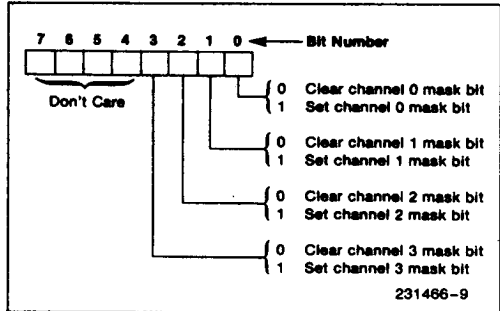 7 6 5 4 3 2 1 0 Bit Number
Don't Care
0 Clear channel 0 mask bit
1 Set channel 0 mask bit
0 Clear channel 1 mask bit
1 Set channel 1 mask bit
0 Clear channel 2 mask bit
1 Set channel 2 mask bit
0 Clear channel 3 mask bit
1 Set channel 3 mask bit
231466-9